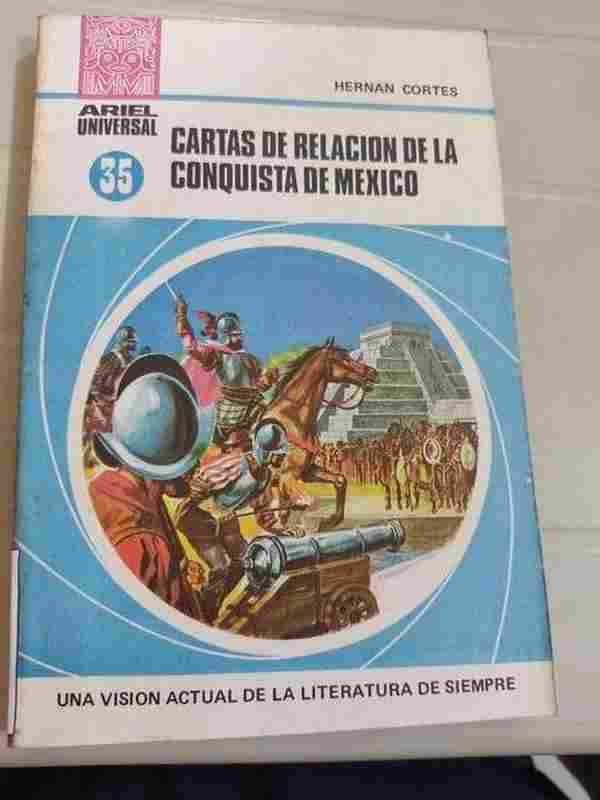 HERNAN CORTES
ARIEL
UNIVERSAL
35
CARTAS DE RELACION DE LA
CONQUISTA DE MEXICO
UNA VISION ACTUAL DE LA LITERATURA DE SIEMPRE